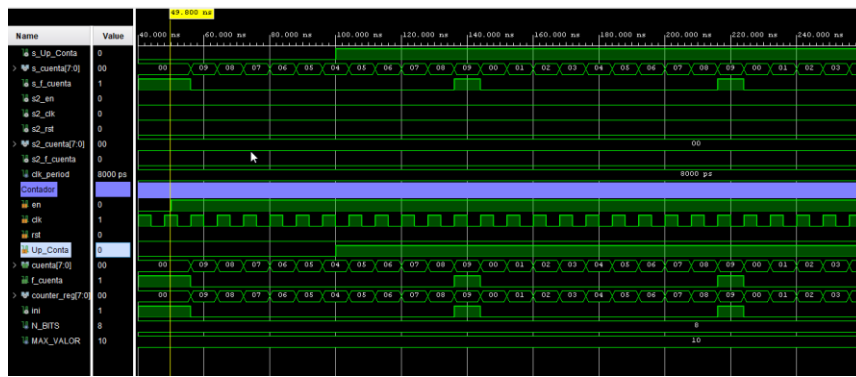 49.800 ns
Name Value 40.000 ns 60.000 ns 80.000 ns 100.000 ns 120.000 ns 140.000 ns 160.000 ns 180.000 ns 200.000 ns 220.000 ns 240.000 ns
s_Up_Conta 0
s_cuenta[7:0] 00 00 09 08 07 06 05 04 05 06 07 08 09 00 01 02 03 04 05 06 07 08 09 00 01 02 03
s_f_cuenta 1
s2_en 0
s2_clk 0
s2_rst 0
s2_cuenta[7:0] 00 00
s2_f_cuenta 0
clk_period 8000 ps 8000 ps
Contador
en 0
clk 1
rst 0
Up_Conta 0
cuenta[7:0] 00 00 09 08 07 06 05 04 05 06 07 08 09 00 01 02 03 04 05 06 07 08 09 00 01 02 03
f_cuenta 1
counter_reg[7:0] 00 00 09 08 07 06 05 04 05 06 07 08 09 00 01 02 03 04 05 06 07 08 09 00 01 02 03
ini 1
N_BITS 8 8
MAX_VALOR 10 10